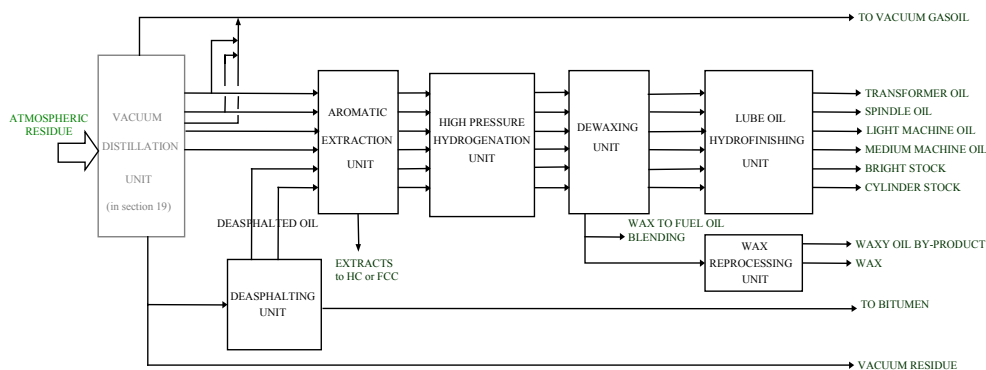 TO VACUUM GASOIL
ATMOSPHERIC
RESIDUE
VACUUM
DISTILLATION
UNIT
(in section 19)
AROMATIC
EXTRACTION
UNIT
HIGH PRESSURE
HYDROGENATION
UNIT
DEWAXING
UNIT
LUBE OIL
HYDROFINISHING
UNIT
TRANSFORMER OIL
SPINDLE OIL
LIGHT MACHINE OIL
MEDIUM MACHINE OIL
BRIGHT STOCK
CYLINDER STOCK
DEASPHALTED OIL
EXTRACTS
to HC or FCC
WAX TO FUEL OIL
BLENDING
WAX
REPROCESSING
UNIT
WAXY OIL BY-PRODUCT
WAX
DEASPHALTING
UNIT
TO BITUMEN
VACUUM RESIDUE